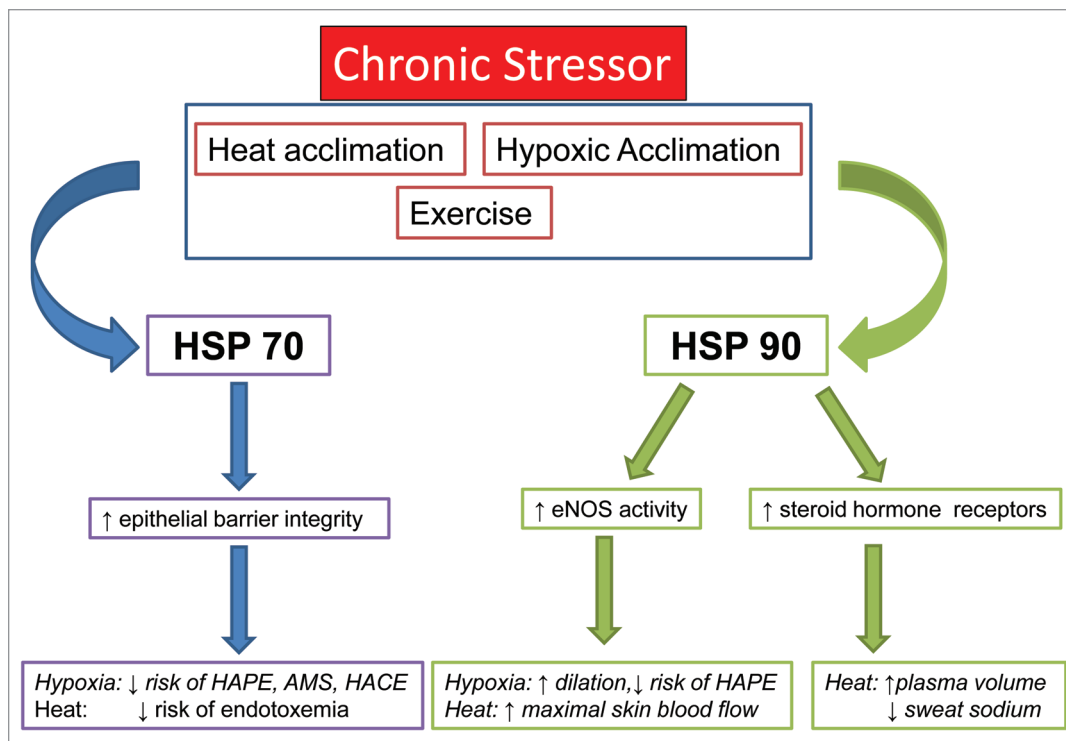 Chronic Stressor
Heat acclimation
Hypoxic Acclimation
Exercise
HSP 70
HSP 90
↑ epithelial barrier integrity
↑ eNOS activity
↑ steroid hormone receptors
Hypoxia: ↓ risk of HAPE, AMS, HACE
Heat: ↓ risk of endotoxemia
Hypoxia: ↑ dilation,↓ risk of HAPE
Heat: ↑ maximal skin blood flow
Heat: ↑plasma volume
↓ sweat sodium